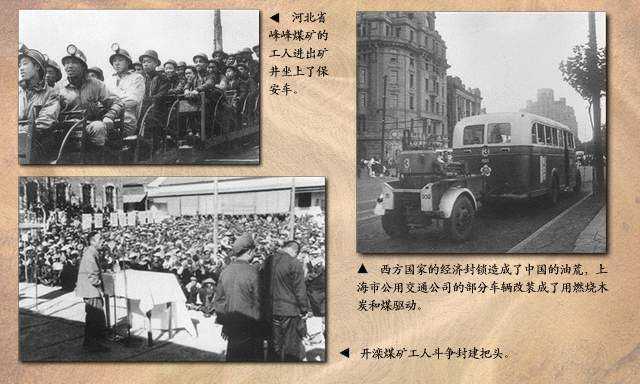 ◀ 河北省
峰峰煤矿的
工人进出矿
井坐上了保
安车。
▲ 西方国家的经济封锁造成了中国的油荒，上
海市公用交通公司的部分车辆改装成了用燃烧木
炭和煤驱动。
◀ 开滦煤矿工人斗争封建把头。